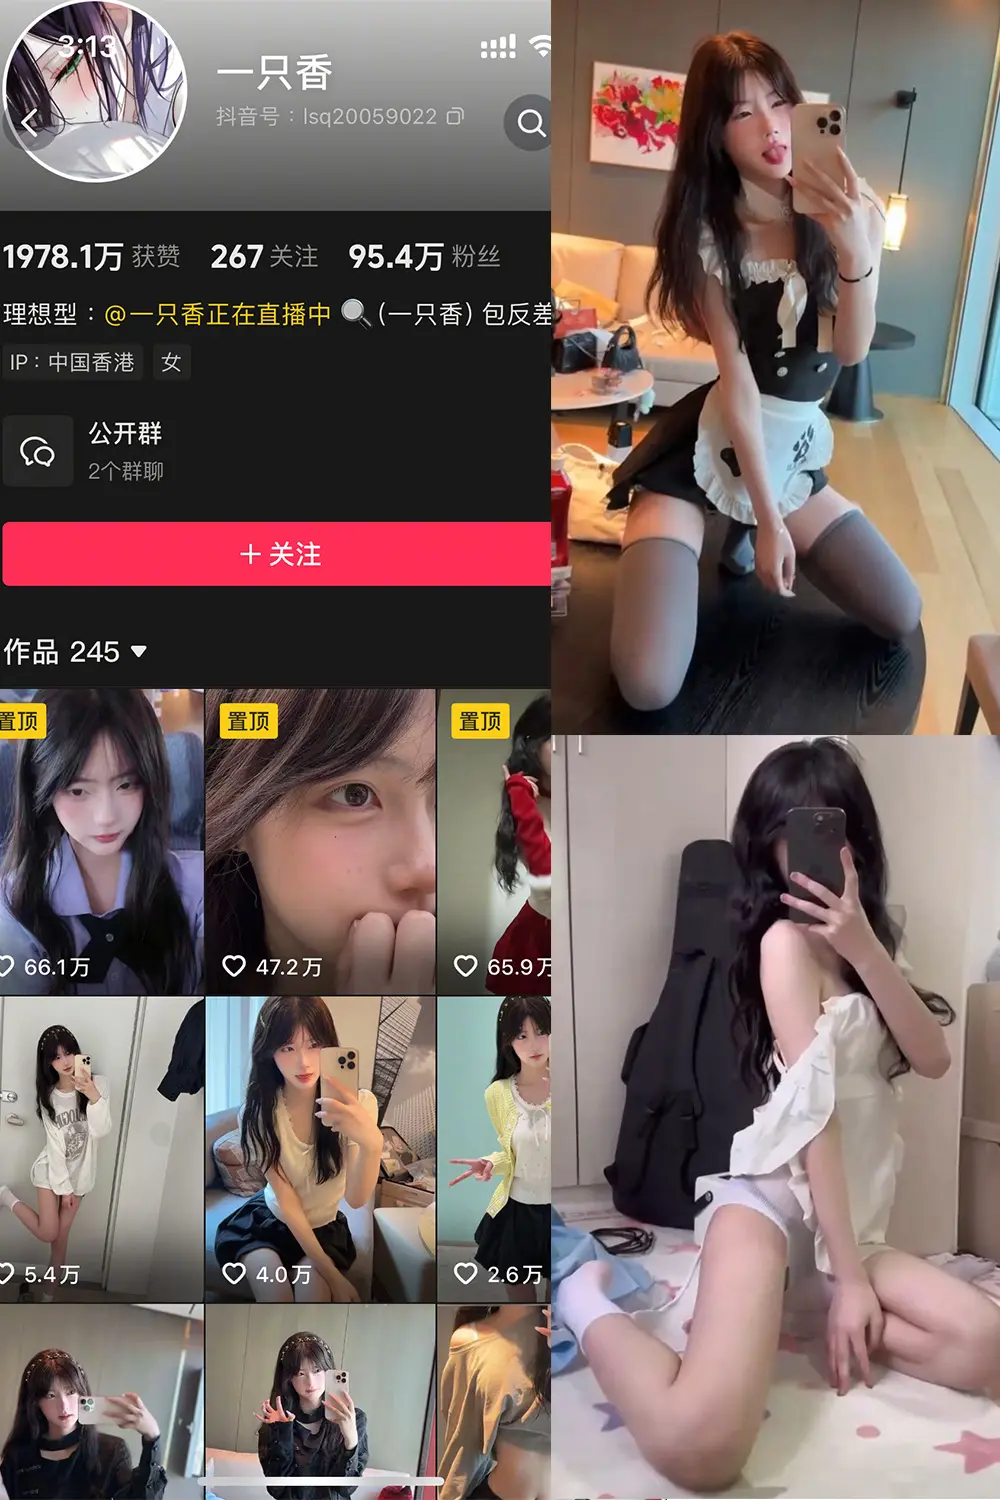 3:13
一只香
抖音号：lsq20059022
1978.1万 获赞 267 关注 95.4万 粉丝
理想型：@一只香正在直播中 🔍(一只香) 包反差
IP：中国香港 女
公开群
2个群聊
+ 关注
作品 245
置顶 置顶 置顶
66.1万 47.2万 65.9万
5.4万 4.0万 2.6万